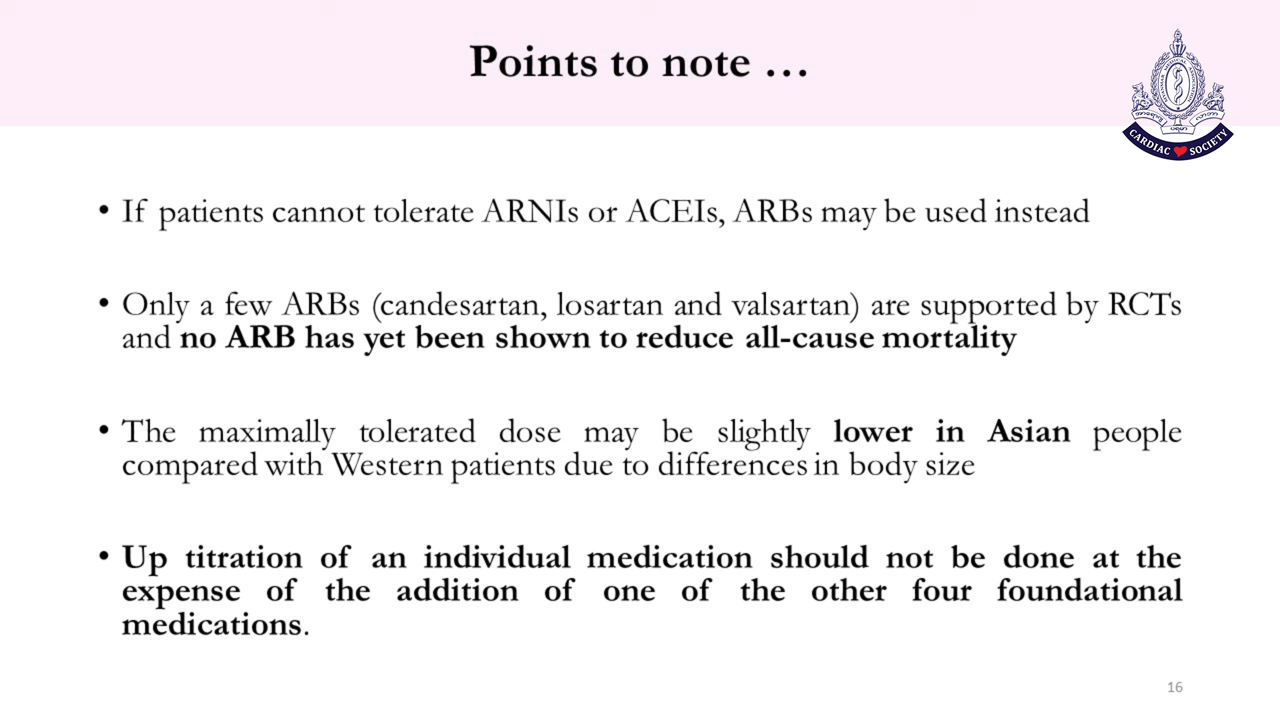 Points to note …
CARDIAC SOCIETY
• If patients cannot tolerate ARNIs or ACEIs, ARBs may be used instead
• Only a few ARBs (candesartan, losartan and valsartan) are supported by RCTs
and no ARB has yet been shown to reduce all-cause mortality
• The maximally tolerated dose may be slightly lower in Asian people
compared with Western patients due to differences in body size
• Up titration of an individual medication should not be done at the
expense of the addition of one of the other four foundational
medications.
16